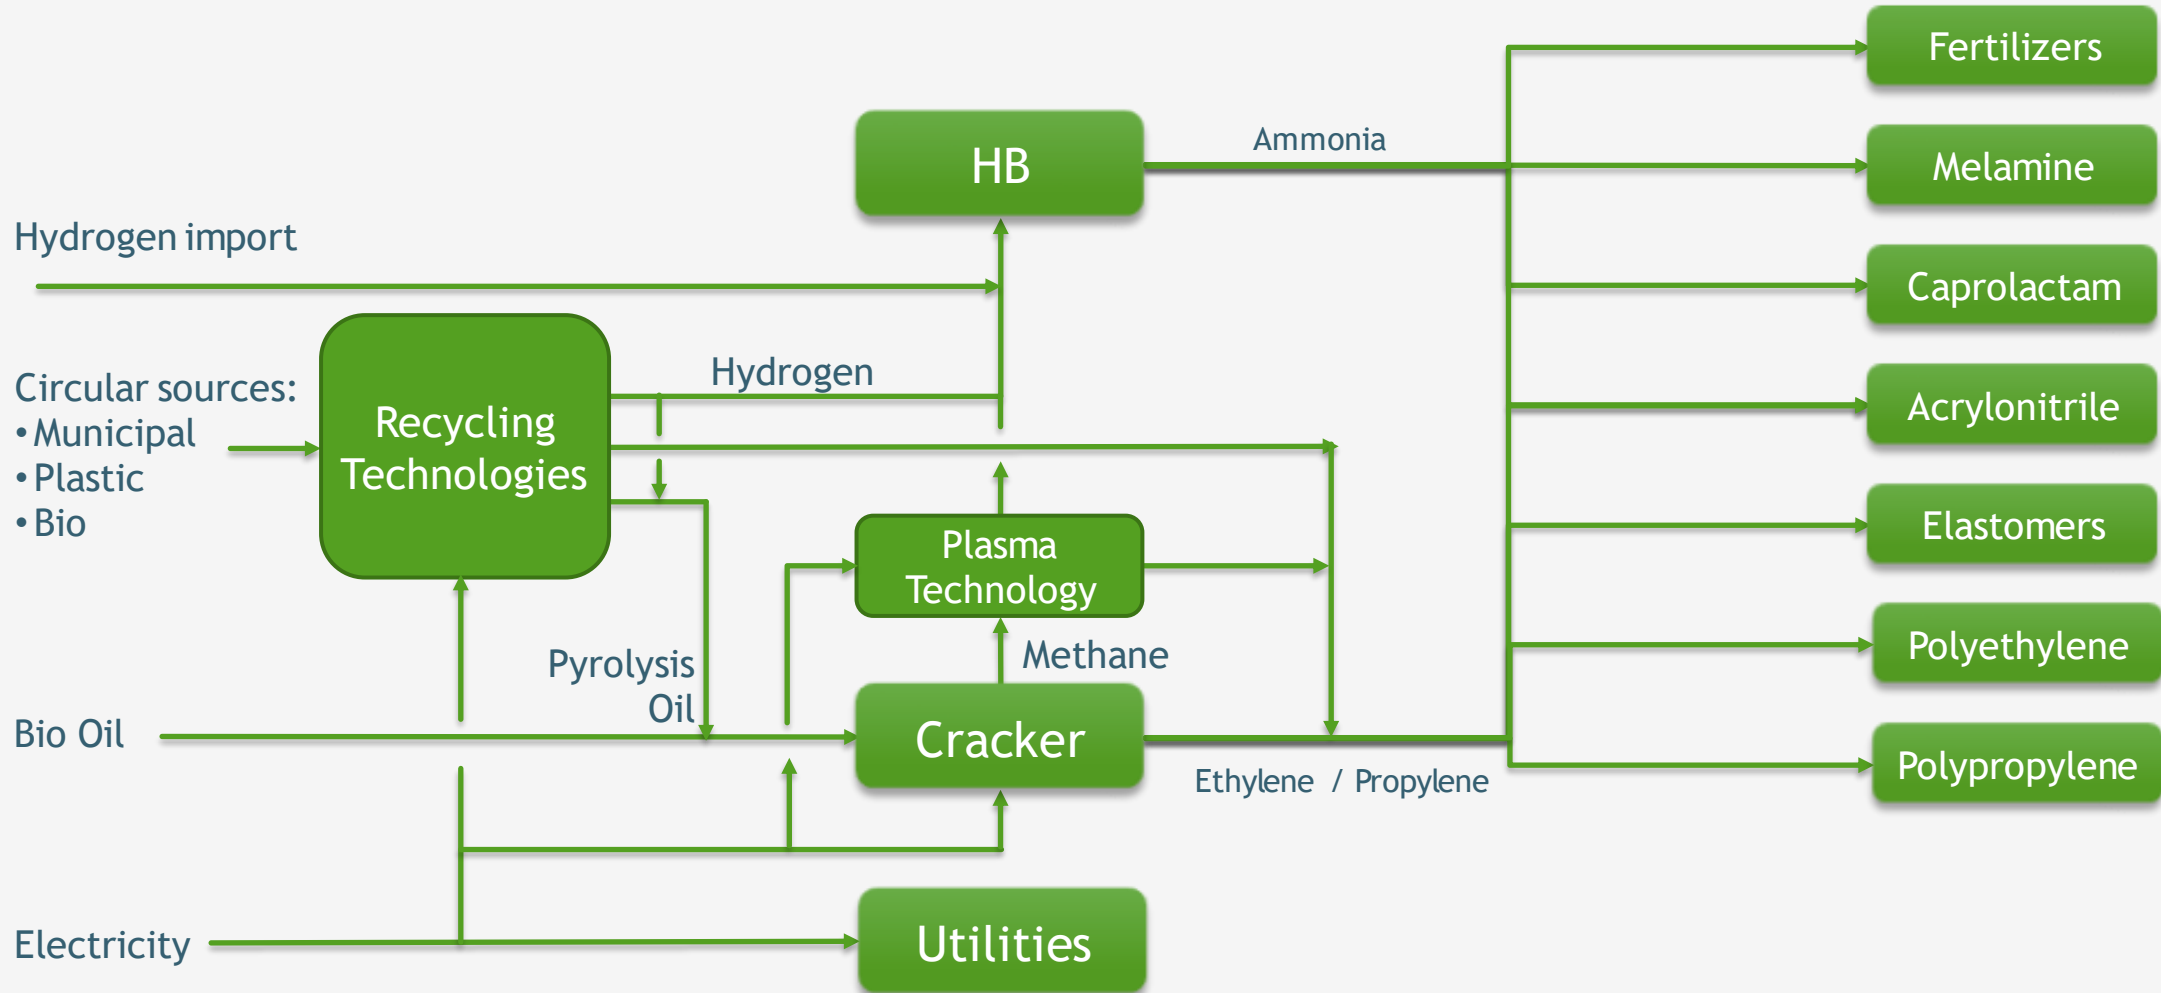 Fertilizers
HB
Ammonia
Melamine
Hydrogen import
Caprolactam
Circular sources:
• Municipal
• Plastic
• Bio
Recycling
Technologies
Hydrogen
Acrylonitrile
Plasma
Technology
Elastomers
Pyrolysis
Oil
Methane
Polyethylene
Bio Oil
Cracker
Ethylene / Propylene
Polypropylene
Electricity
Utilities